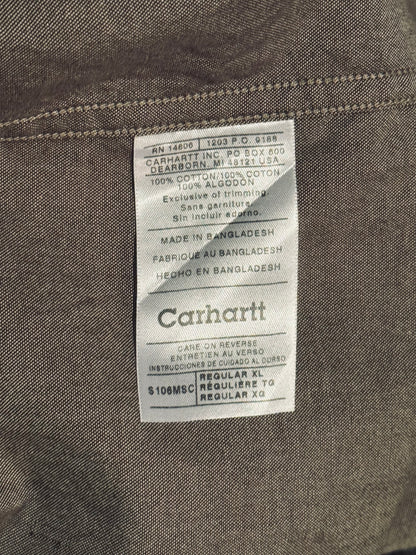 RN 14806 1203 P.O. 9188
CARHARTT INC. PO BOX 600
DEARBORN, MI 48121 USA
100% COTTON/100% COTON
100% ALGODON
Exclusive of trimming.
Sans garniture.
Sin incluir adorno.
MADE IN BANGLADESH
FABRIQUE AU BANGLADESH
HECHO EN BANGLADESH
Carhartt
CARE ON REVERSE
ENTRETIEN AU VERSO
INSTRUCCIONES DE CUIDADO AL DORSO
S106MSC REGULAR XL
RÉGULIÈRE TG
REGULAR XG